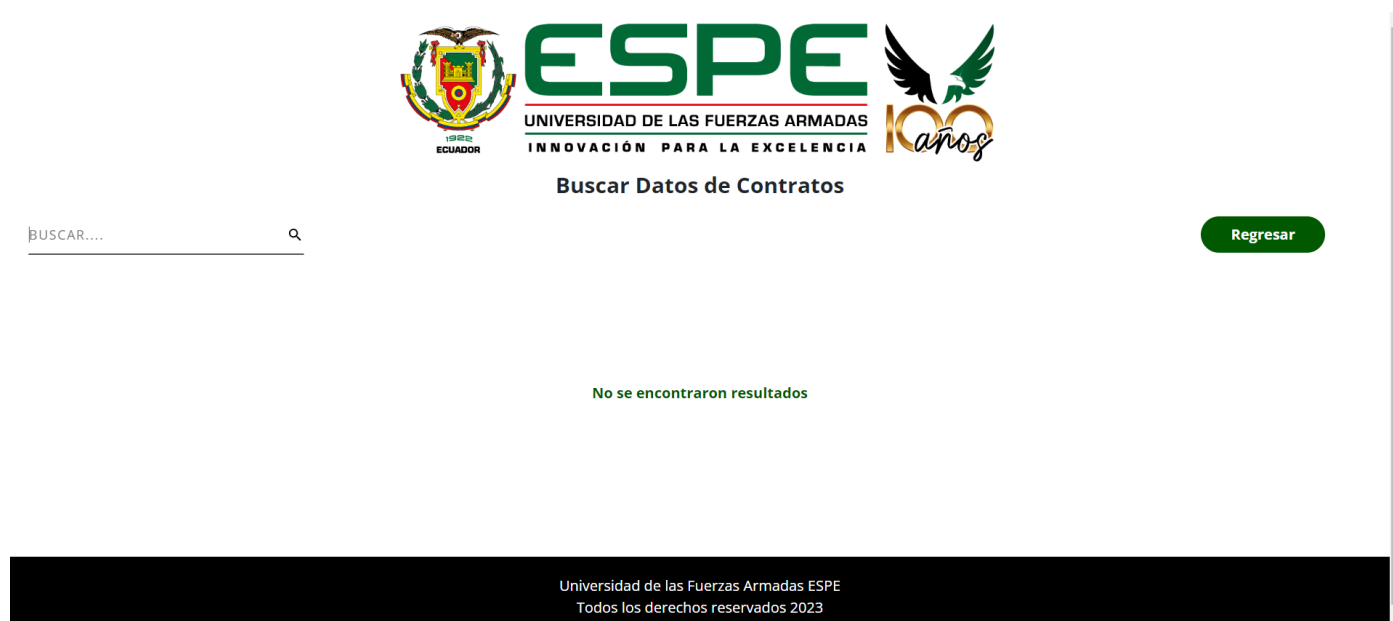 ESPE
UNIVERSIDAD DE LAS FUERZAS ARMADAS
INNOVACIÓN PARA LA EXCELENCIA
1922
ECUADOR
100
años
Buscar Datos de Contratos
BUSCAR....
Regresar
No se encontraron resultados
Universidad de las Fuerzas Armadas ESPE
Todos los derechos reservados 2023